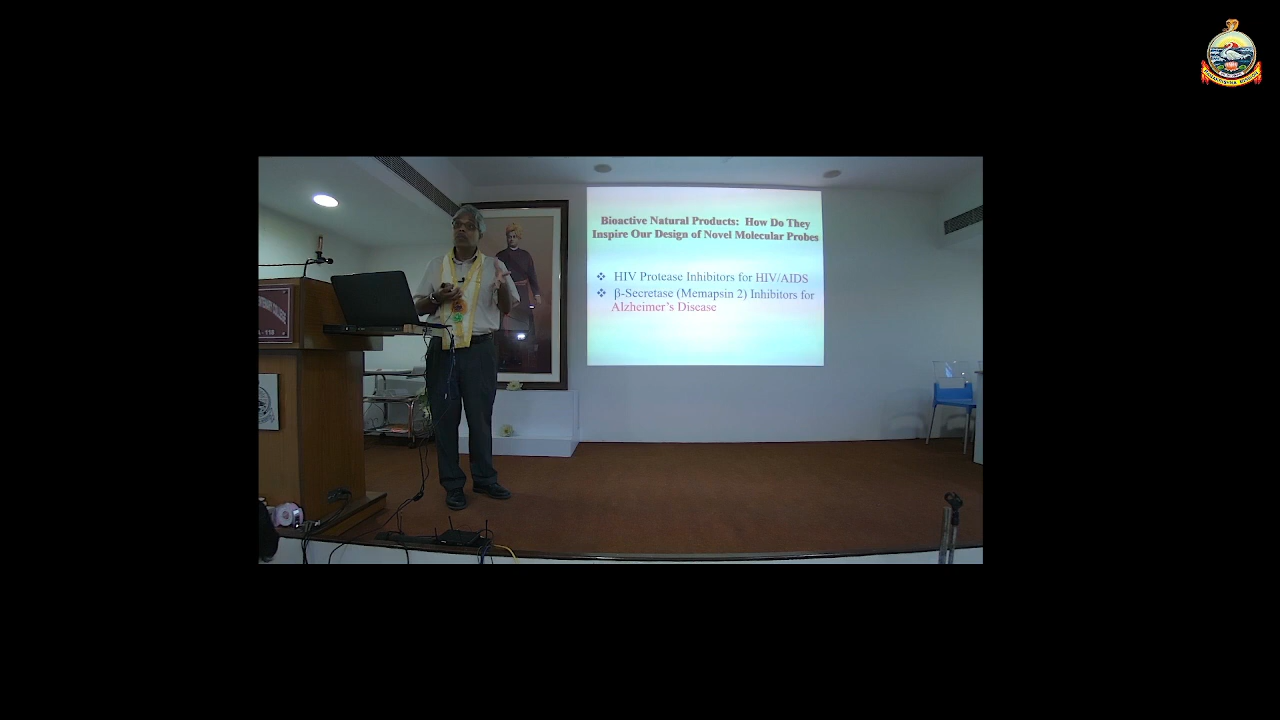 Bioactive Natural Products: How Do They
Inspire Our Design of Novel Molecular Probes
❖ HIV Protease Inhibitors for HIV/AIDS
❖ β-Secretase (Memapsin 2) Inhibitors for
Alzheimer's Disease
COLLEGE